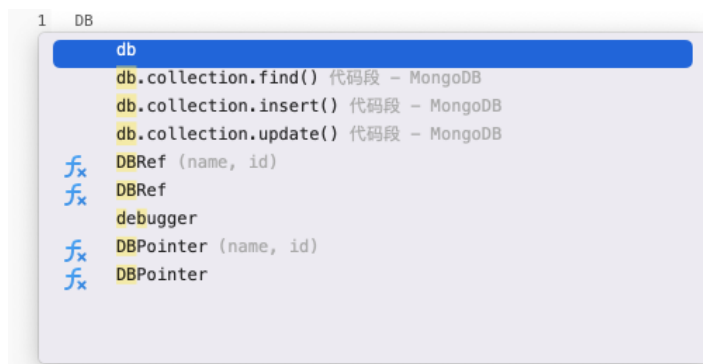 1 DB
db
db.collection.find() 代码段 – MongoDB
db.collection.insert() 代码段 – MongoDB
db.collection.update() 代码段 – MongoDB
DBRef (name, id)
DBRef
debugger
DBPointer (name, id)
DBPointer